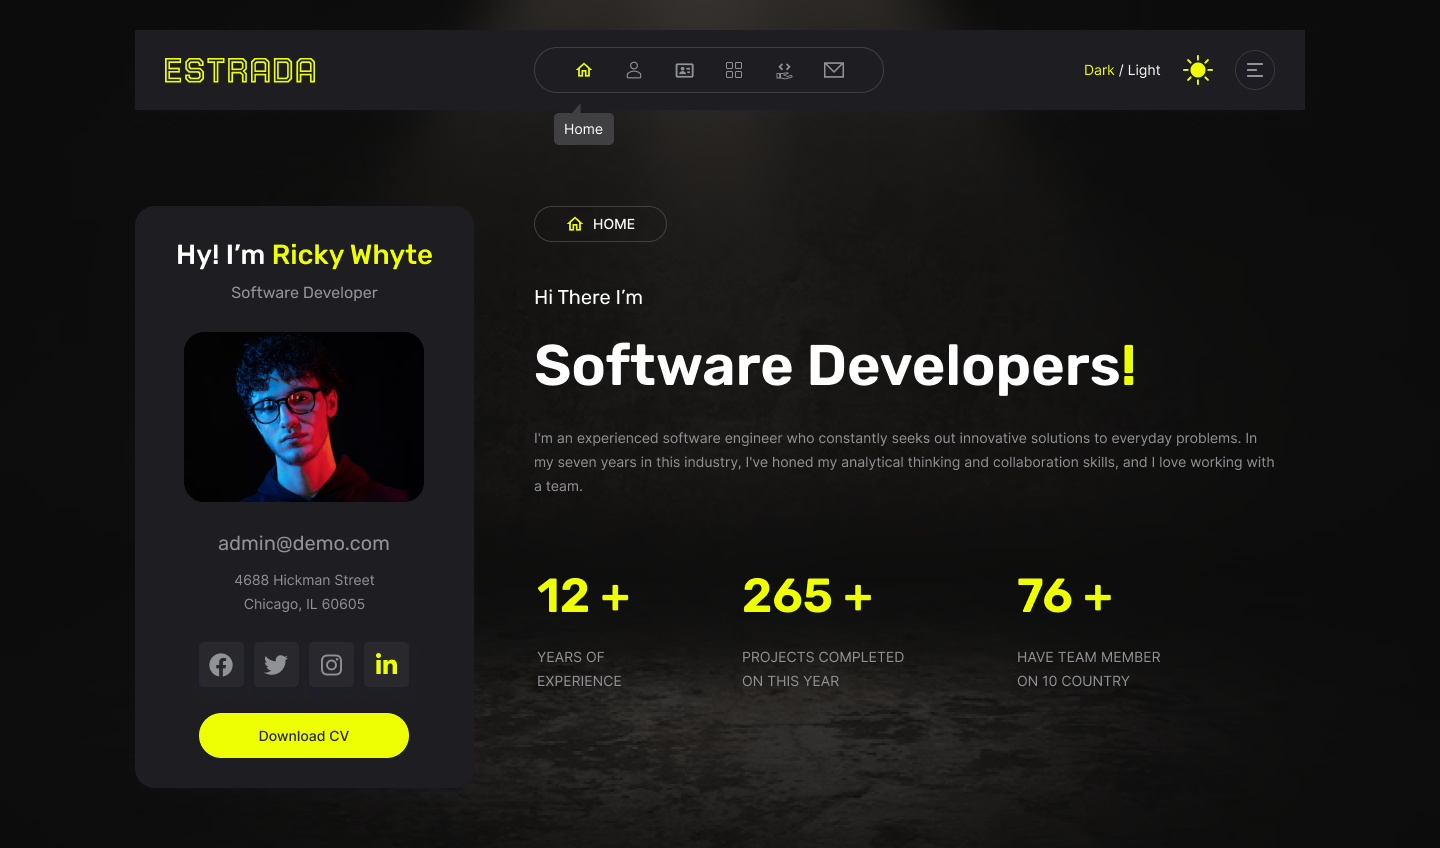 ESTRADA
Dark / Light
Home
Hy! I’m Ricky Whyte
Software Developer
admin@demo.com
4688 Hickman Street
Chicago, IL 60605
in
Download CV
HOME
Hi There I’m
Software Developers!
I'm an experienced software engineer who constantly seeks out innovative solutions to everyday problems. In
my seven years in this industry, I've honed my analytical thinking and collaboration skills, and I love working with
a team.
12 +
YEARS OF
EXPERIENCE
265 +
PROJECTS COMPLETED
ON THIS YEAR
76 +
HAVE TEAM MEMBER
ON 10 COUNTRY